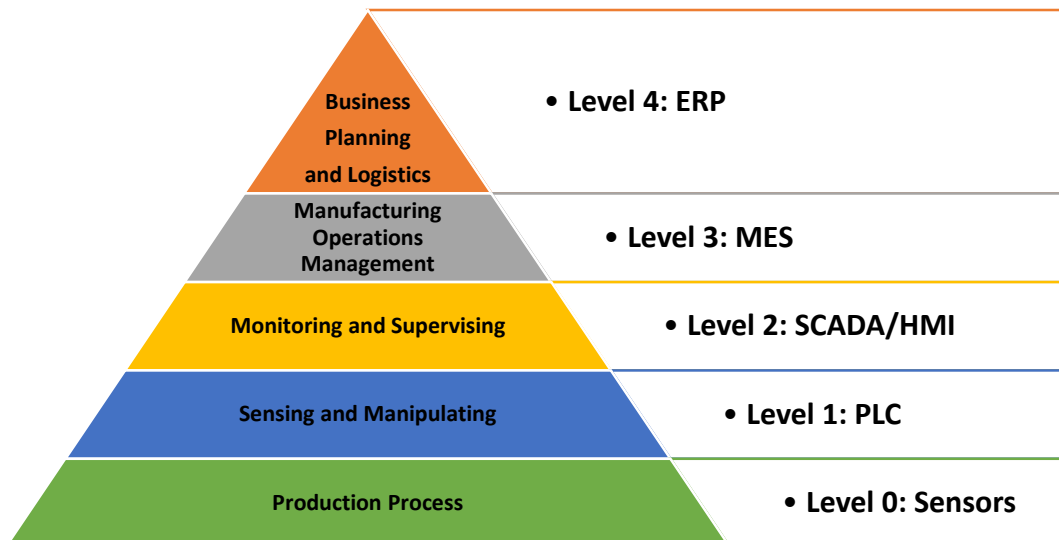 Business
Planning
and Logistics
• Level 4: ERP
Manufacturing
Operations
Management
• Level 3: MES
Monitoring and Supervising
• Level 2: SCADA/HMI
Sensing and Manipulating
• Level 1: PLC
Production Process
• Level 0: Sensors